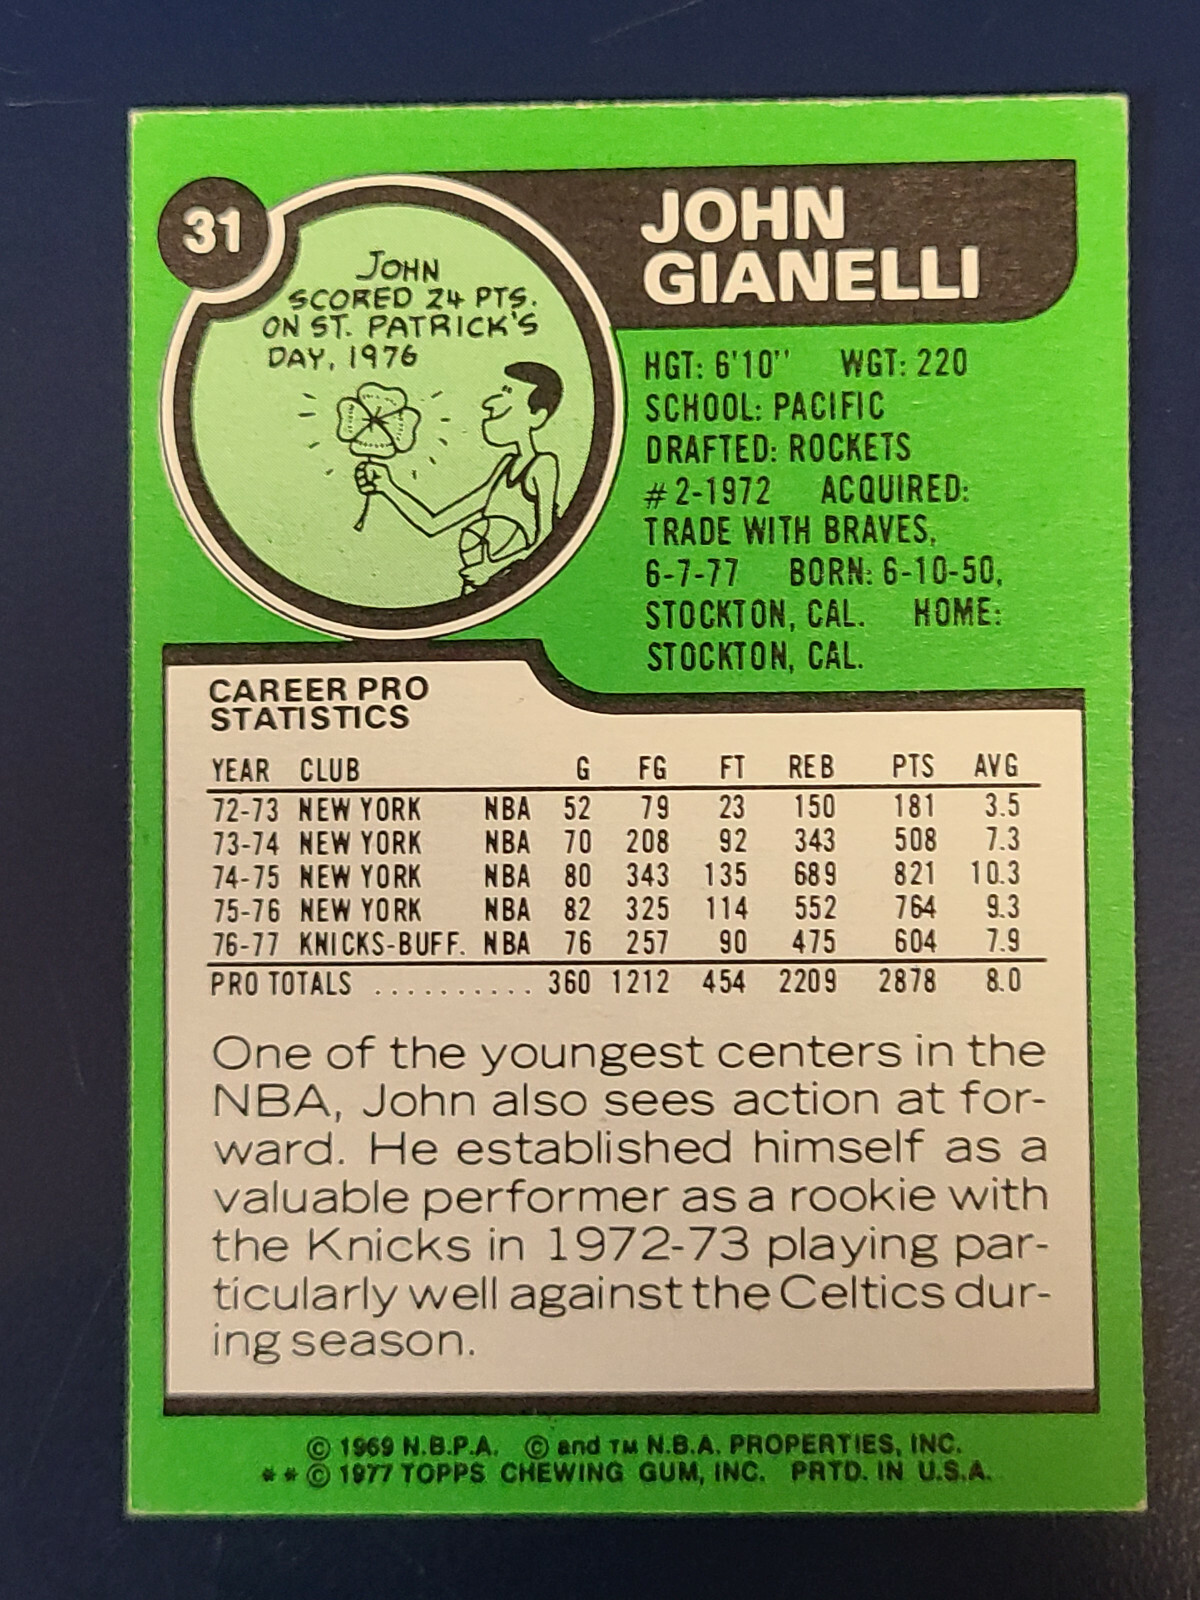 31
JOHN
GIANELLI
JOHN
SCORED 24 PTS.
ON ST. PATRICK'S
DAY, 1976
HGT: 6'10" WGT: 220
SCHOOL: PACIFIC
DRAFTED: ROCKETS
#2-1972 ACQUIRED:
TRADE WITH BRAVES,
6-7-77 BORN: 6-10-50,
STOCKTON, CAL. HOME:
STOCKTON, CAL.
CAREER PRO
STATISTICS
YEAR CLUB G FG FT REB PTS AVG
72-73 NEW YORK NBA 52 79 23 150 181 3.5
73-74 NEW YORK NBA 70 208 92 343 508 7.3
74-75 NEW YORK NBA 80 343 135 689 821 10.3
75-76 NEW YORK NBA 82 325 114 552 764 9.3
76-77 KNICKS-BUFF. NBA 76 257 90 475 604 7.9
PRO TOTALS .......... 360 1212 454 2209 2878 8.0
One of the youngest centers in the
NBA, John also sees action at for-
ward. He established himself as a
valuable performer as a rookie with
the Knicks in 1972-73 playing par-
ticularly well against the Celtics dur-
ing season.
© 1969 N.B.P.A. © and TM N.B.A. PROPERTIES, INC.
** © 1977 TOPPS CHEWING GUM, INC. PRTD. IN U.S.A.